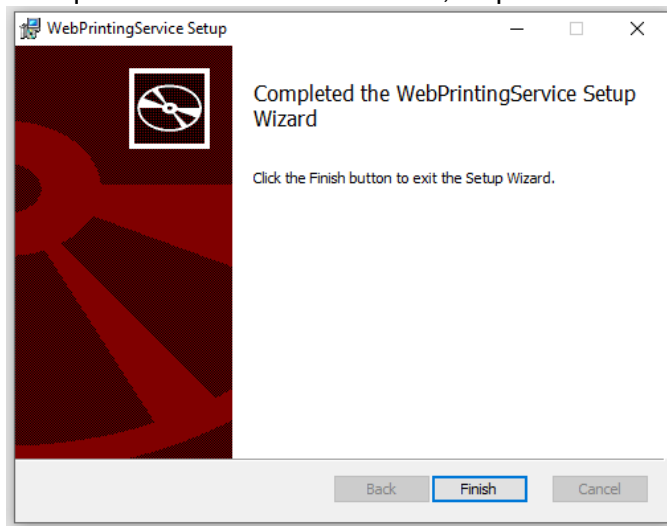 WebPrintingService Setup
Completed the WebPrintingService Setup
Wizard
Click the Finish button to exit the Setup Wizard.
Back Finish Cancel